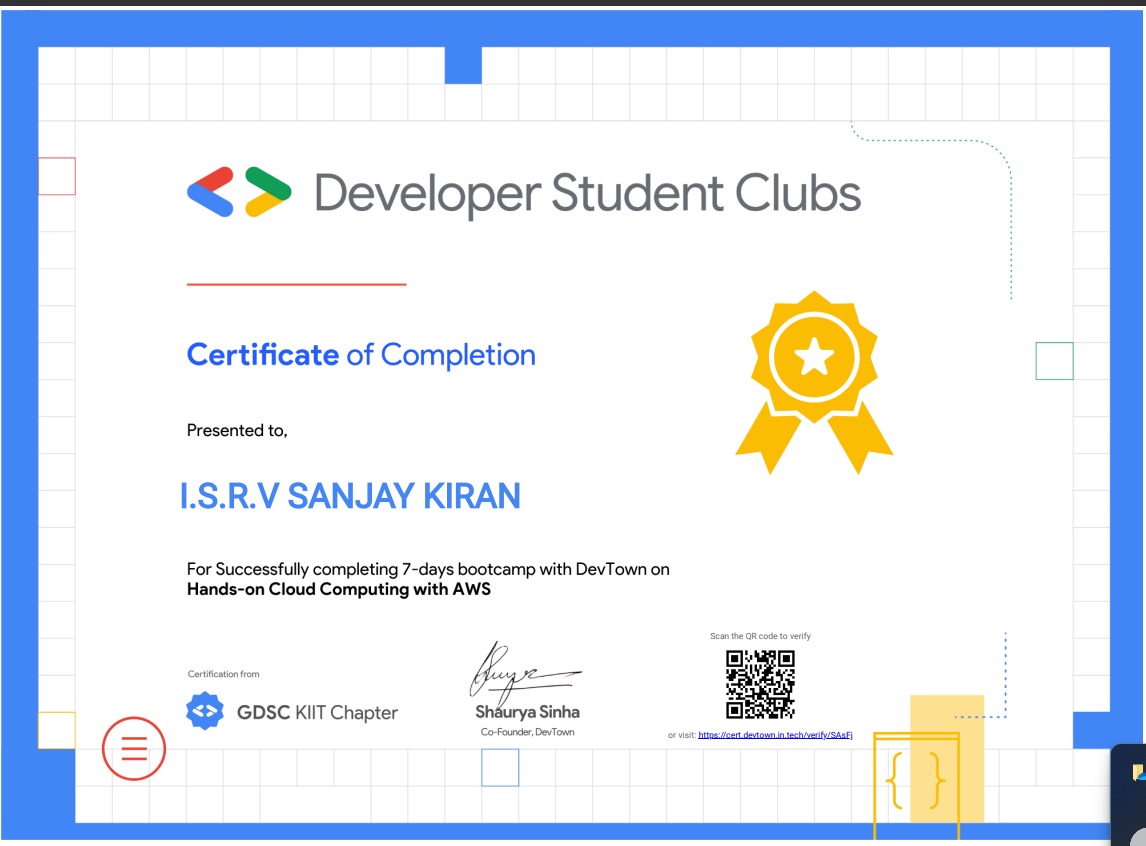 Developer Student Clubs
Certificate of Completion
Presented to,
I.S.R.V SANJAY KIRAN
For Successfully completing 7-days bootcamp with DevTown on
Hands-on Cloud Computing with AWS
Certification from
GDSC KIIT Chapter
Shaurya Sinha
Co-Founder, DevTown
Scan the QR code to verify
or visit: https://cert.devtown.in.tech/verify/SAsFj
{ }